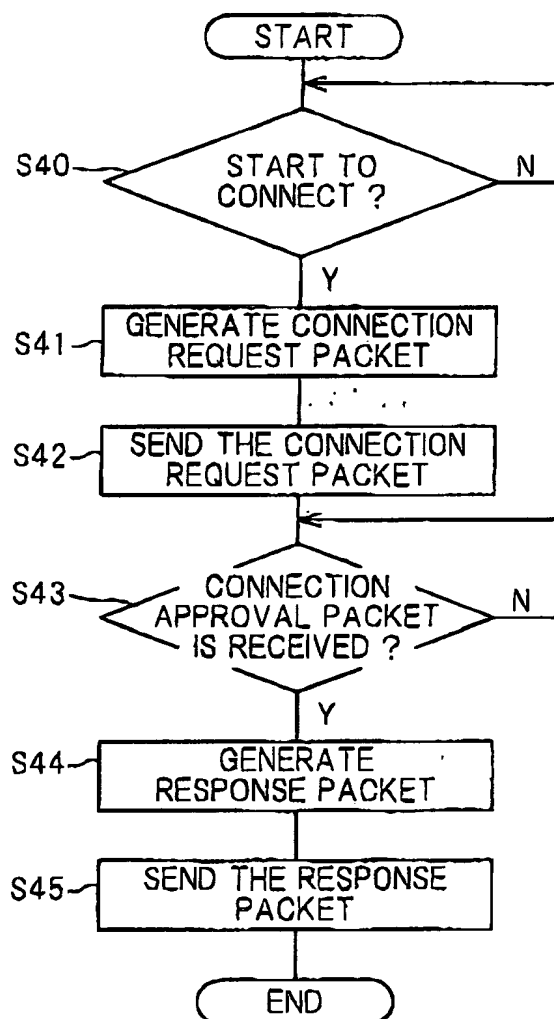 START
S40
START TO
CONNECT ?
N
Y
S41
GENERATE CONNECTION
REQUEST PACKET
S42
SEND THE CONNECTION
REQUEST PACKET
S43
CONNECTION
APPROVAL PACKET
IS RECEIVED ?
N
Y
S44
GENERATE
RESPONSE PACKET
S45
SEND THE RESPONSE
PACKET
END